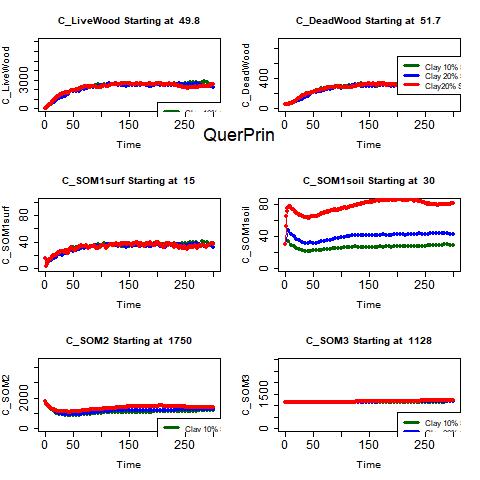 C_LiveWood Starting at 49.8
C_DeadWood Starting at 51.7
C_LiveWood
3000
0
0 50 150 250
Time
C_DeadWood
400
0
Clay 10%
Clay 20%
Clay20% S
0 50 150 250
Time
QuerPrin
C_SOM1surf Starting at 15
C_SOM1soil Starting at 30
C_SOM1surf
80
40
0
0 50 150 250
Time
C_SOM1soil
80
40
0
0 50 150 250
Time
C_SOM2 Starting at 1750
C_SOM3 Starting at 1128
C_SOM2
2000
0
Clay 10%
0 50 150 250
Time
C_SOM3
1500
0
Clay 10%
0 50 150 250
Time